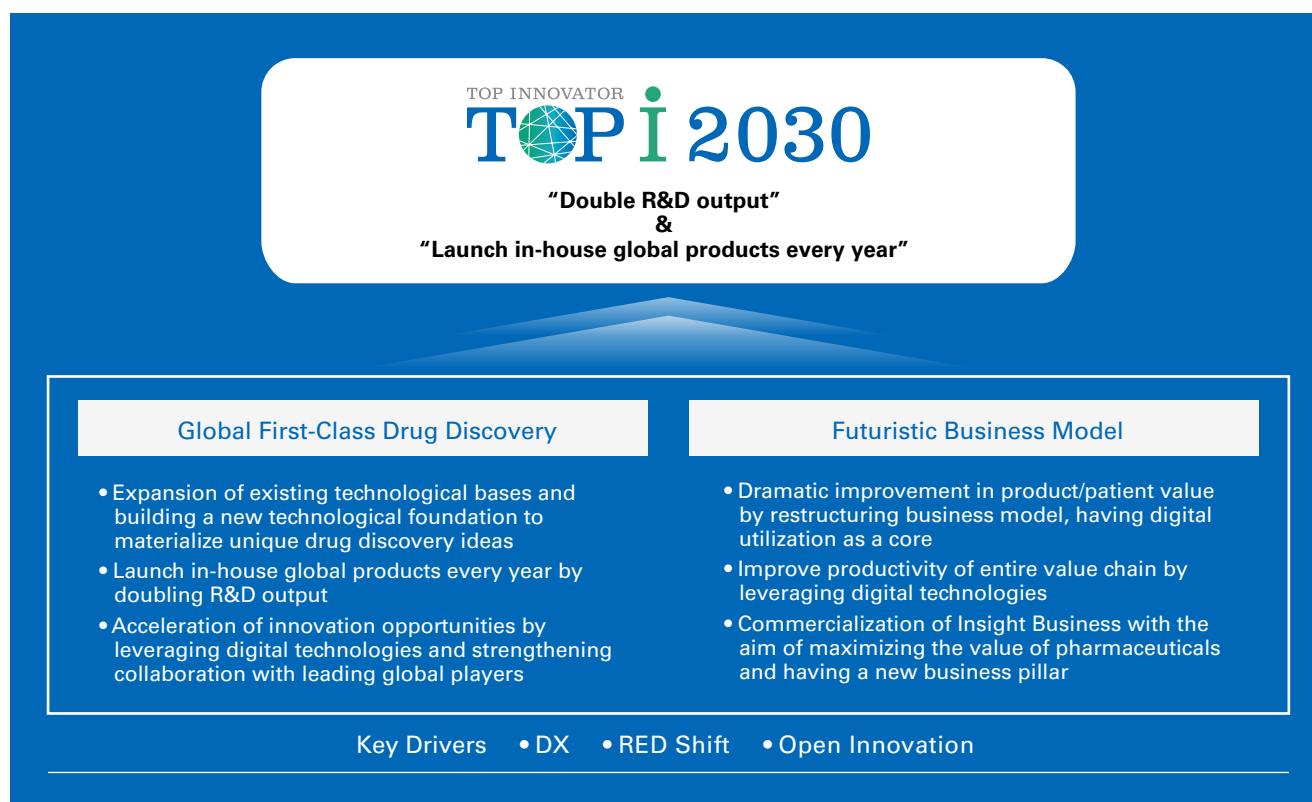 TOP INNOVATOR
TOP i 2030
“Double R&D output”
&
“Launch in-house global products every year”
Global First-Class Drug Discovery
• Expansion of existing technological bases and
building a new technological foundation to
materialize unique drug discovery ideas
• Launch in-house global products every year by
doubling R&D output
• Acceleration of innovation opportunities by
leveraging digital technologies and strengthening
collaboration with leading global players
Futuristic Business Model
• Dramatic improvement in product/patient value
by restructuring business model, having digital
utilization as a core
• Improve productivity of entire value chain by
leveraging digital technologies
• Commercialization of Insight Business with the
aim of maximizing the value of pharmaceuticals
and having a new business pillar
Key Drivers • DX • RED Shift • Open Innovation